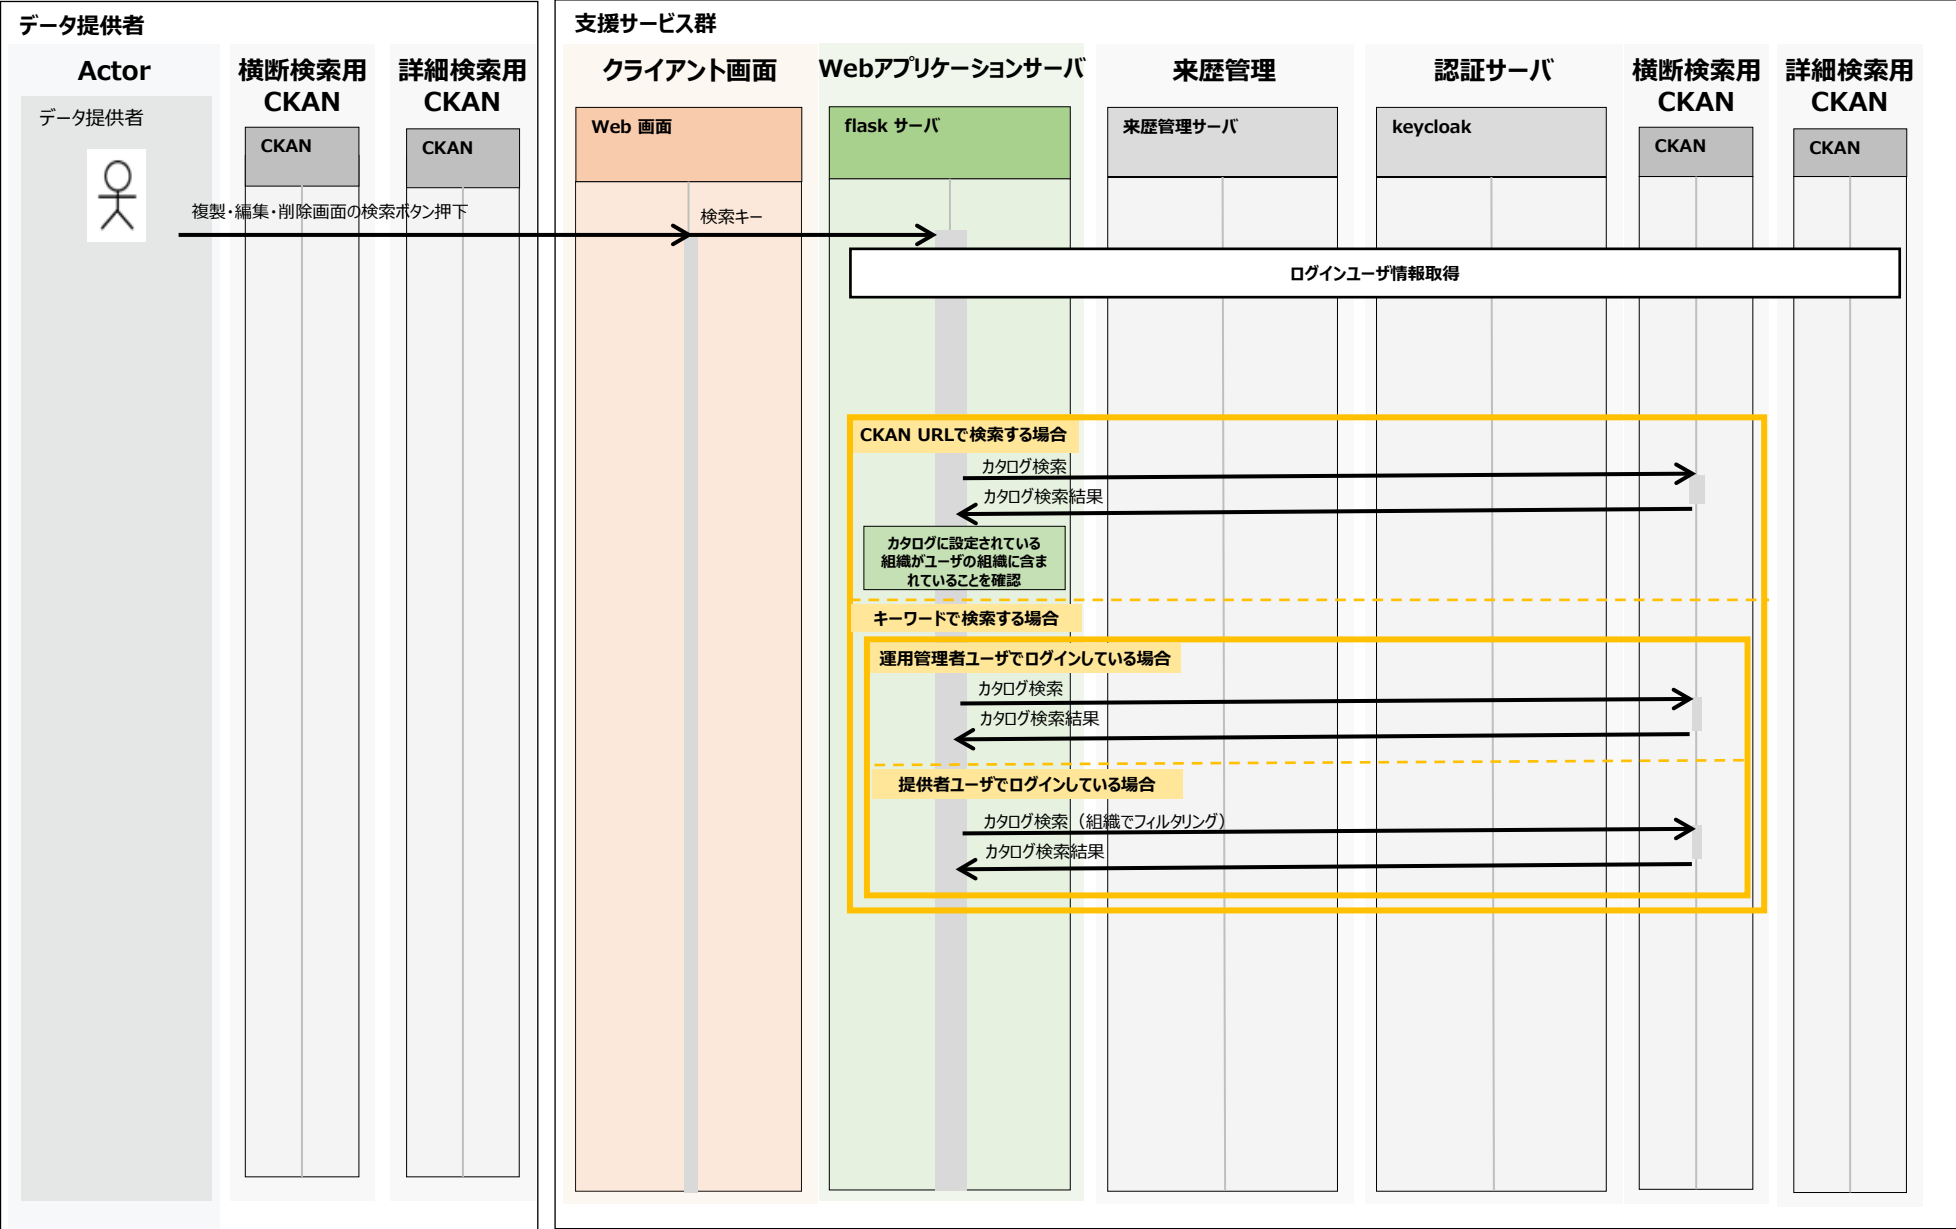 データ提供者
支援サービス群
Actor
横断検索用
CKAN
詳細検索用
CKAN
クライアント画面
Webアプリケーションサーバ
来歴管理
認証サーバ
横断検索用
CKAN
詳細検索用
CKAN
データ提供者
CKAN
CKAN
Web 画面
flask サーバ
来歴管理サーバ
keycloak
CKAN
CKAN
複製・編集・削除画面の検索ボタン押下
検索キー
ログインユーザ情報取得
CKAN URLで検索する場合
カタログ検索
カタログ検索結果
カタログに設定されている
組織がユーザの組織に含ま
れていることを確認
キーワードで検索する場合
運用管理者ユーザでログインしている場合
カタログ検索
カタログ検索結果
提供者ユーザでログインしている場合
カタログ検索（組織でフィルタリング）
カタログ検索結果